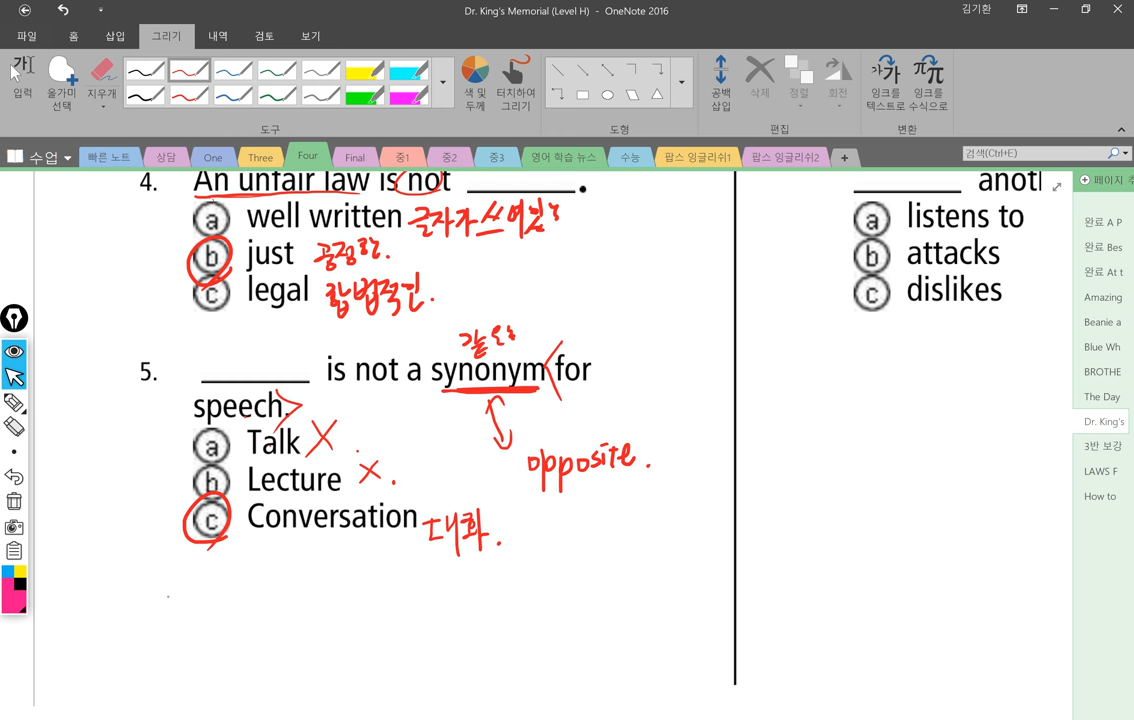 Dr. King's Memorial (Level H) - OneNote 2016
김기환
파일 홈 삽입 그리기 내역 검토 보기
입력
올가미 선택
지우개
색 및 두께
터치하여 그리기
공백 삽입
삭제
정렬
회전
잉크를 텍스트로
잉크를 수식으로
도구
도형
편집
변환
수업
빠른 노트 상담 One Three Four Final 중1 중2 중3 영어 학습 뉴스 수능 팝스 잉글리쉬1 팝스 잉글리쉬2
검색(Ctrl+E)
페이지 추
완료 A P
완료 Bes
완료 At t
Amazing
Beanie a
Blue Wh
BROTHE
The Day
Dr. King's
3반 보강
LAWS F
How to
4. An unfair law is not ________.
a well written 글자가 쓰여있는
b just 공정한.
c legal 합법적인.
같은말
5. ________ is not a synonym for
speech.
a Talk X
b Lecture X.
opposite.
c Conversation 대화.
________ anotl
a listens to
b attacks
c dislikes